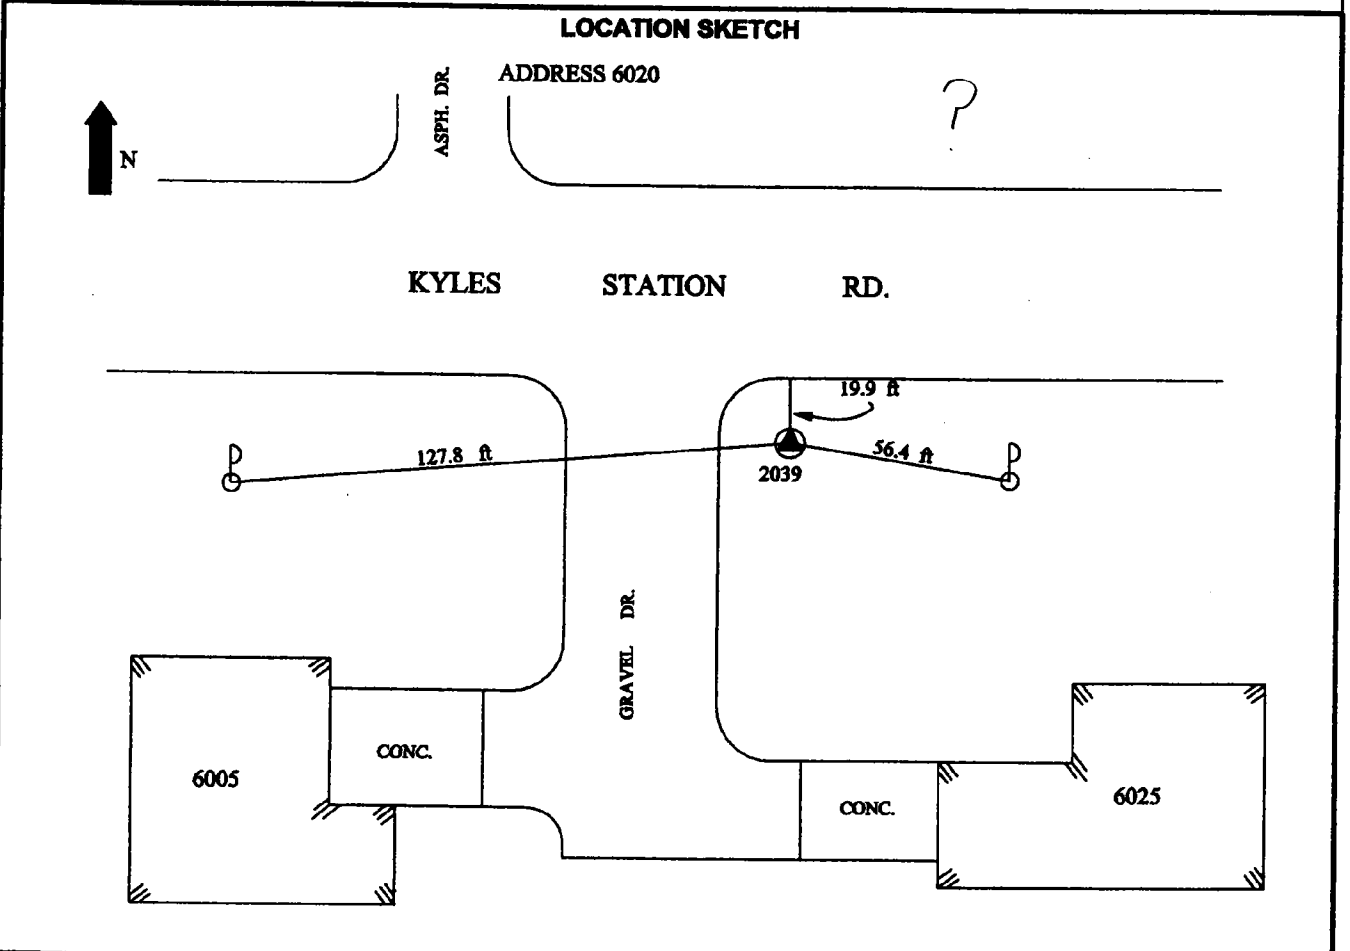 LOCATION SKETCH
ADDRESS 6020
ASPH. DR.
?
N
KYLES STATION RD.
19.9 ft
127.8 ft
56.4 ft
2039
GRAVEL DR.
CONC.
6005
CONC.
6025